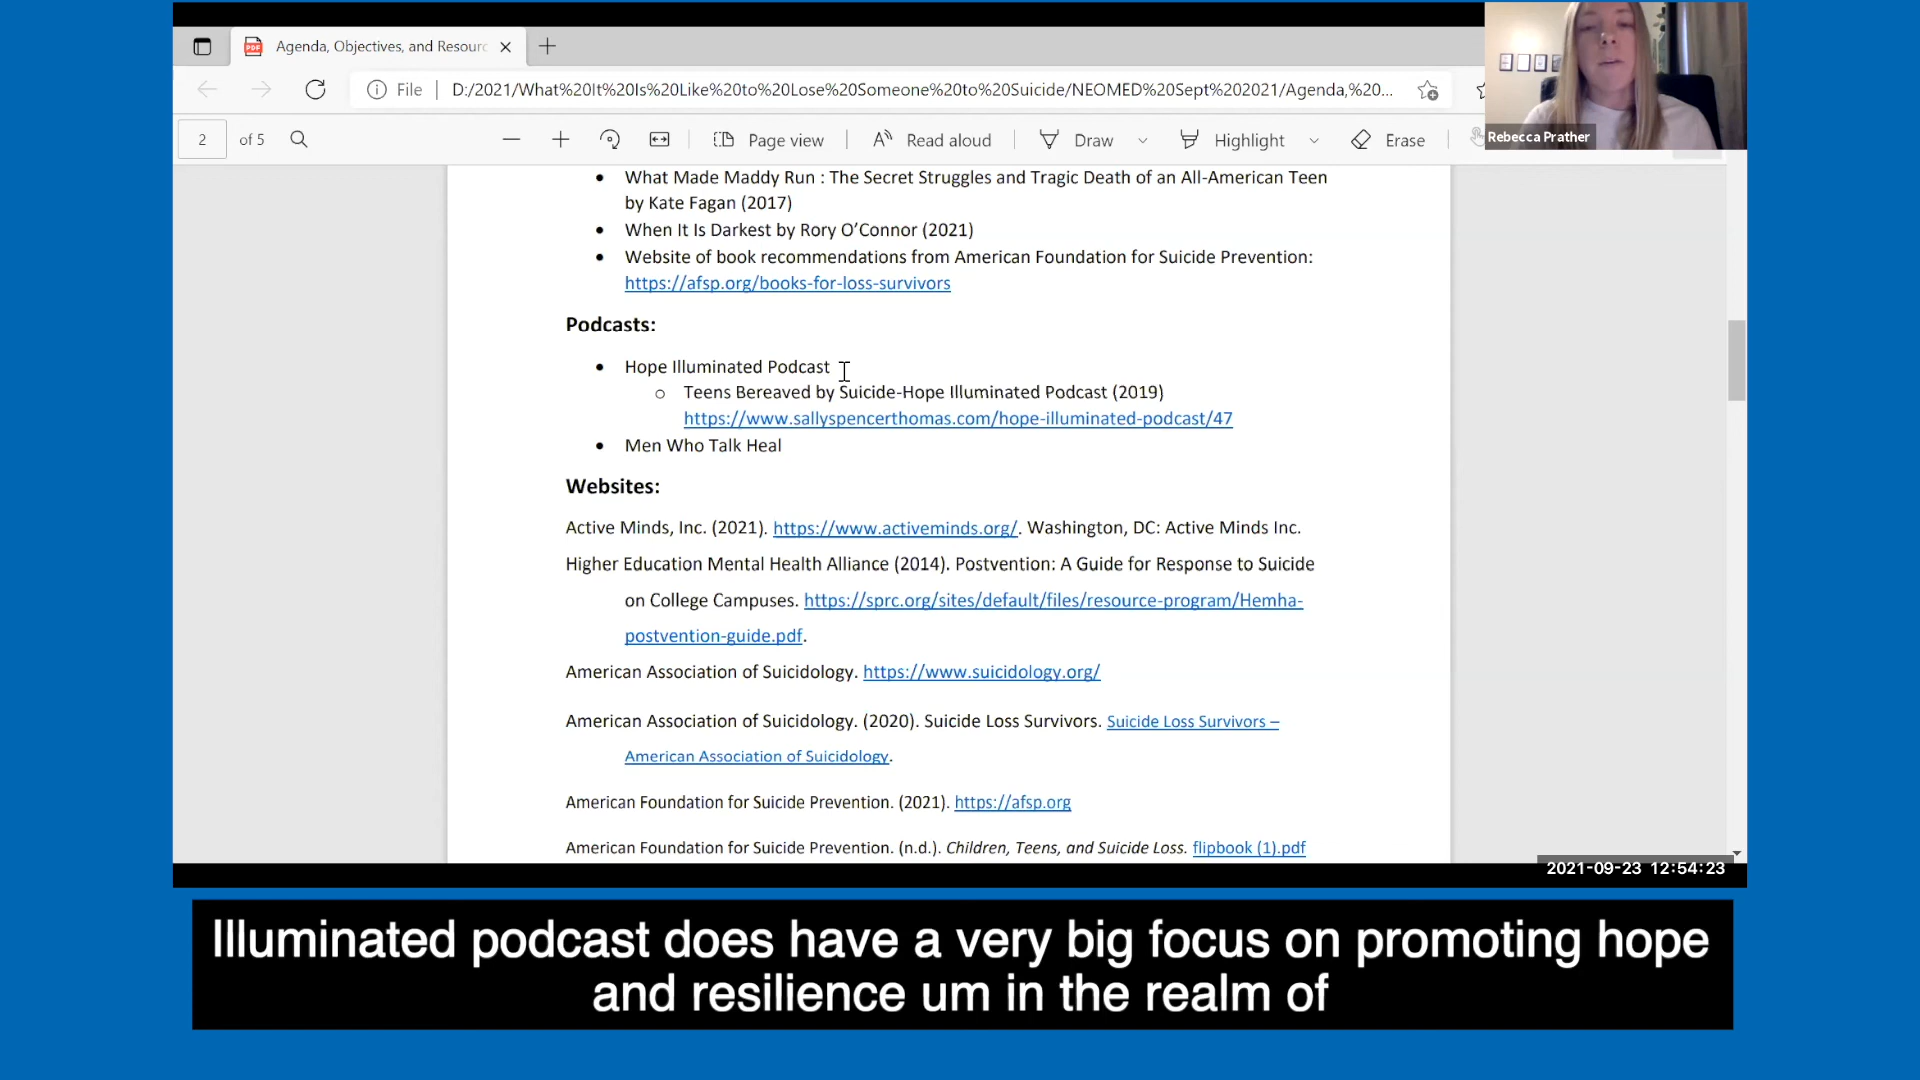 Agenda, Objectives, and Resourc
File
D:/2021/What%20It%20Is%20Like%20to%20Lose%20Someone%20to%20Suicide/NEOMED%20Sept%202021/Agenda,%20...
2 of 5
Page view
Read aloud
Draw
Highlight
Erase
Rebecca Prather
• What Made Maddy Run : The Secret Struggles and Tragic Death of an All-American Teen
by Kate Fagan (2017)
• When It Is Darkest by Rory O’Connor (2021)
• Website of book recommendations from American Foundation for Suicide Prevention:
https://afsp.org/books-for-loss-survivors
Podcasts:
• Hope Illuminated Podcast
o Teens Bereaved by Suicide-Hope Illuminated Podcast (2019)
https://www.sallyspencerthomas.com/hope-illuminated-podcast/47
• Men Who Talk Heal
Websites:
Active Minds, Inc. (2021). https://www.activeminds.org/. Washington, DC: Active Minds Inc.
Higher Education Mental Health Alliance (2014). Postvention: A Guide for Response to Suicide
on College Campuses. https://sprc.org/sites/default/files/resource-program/Hemha-
postvention-guide.pdf.
American Association of Suicidology. https://www.suicidology.org/
American Association of Suicidology. (2020). Suicide Loss Survivors. Suicide Loss Survivors –
American Association of Suicidology.
American Foundation for Suicide Prevention. (2021). https://afsp.org
American Foundation for Suicide Prevention. (n.d.). Children, Teens, and Suicide Loss. flipbook (1).pdf
2021-09-23 12:54:23
Illuminated podcast does have a very big focus on promoting hope
and resilience um in the realm of